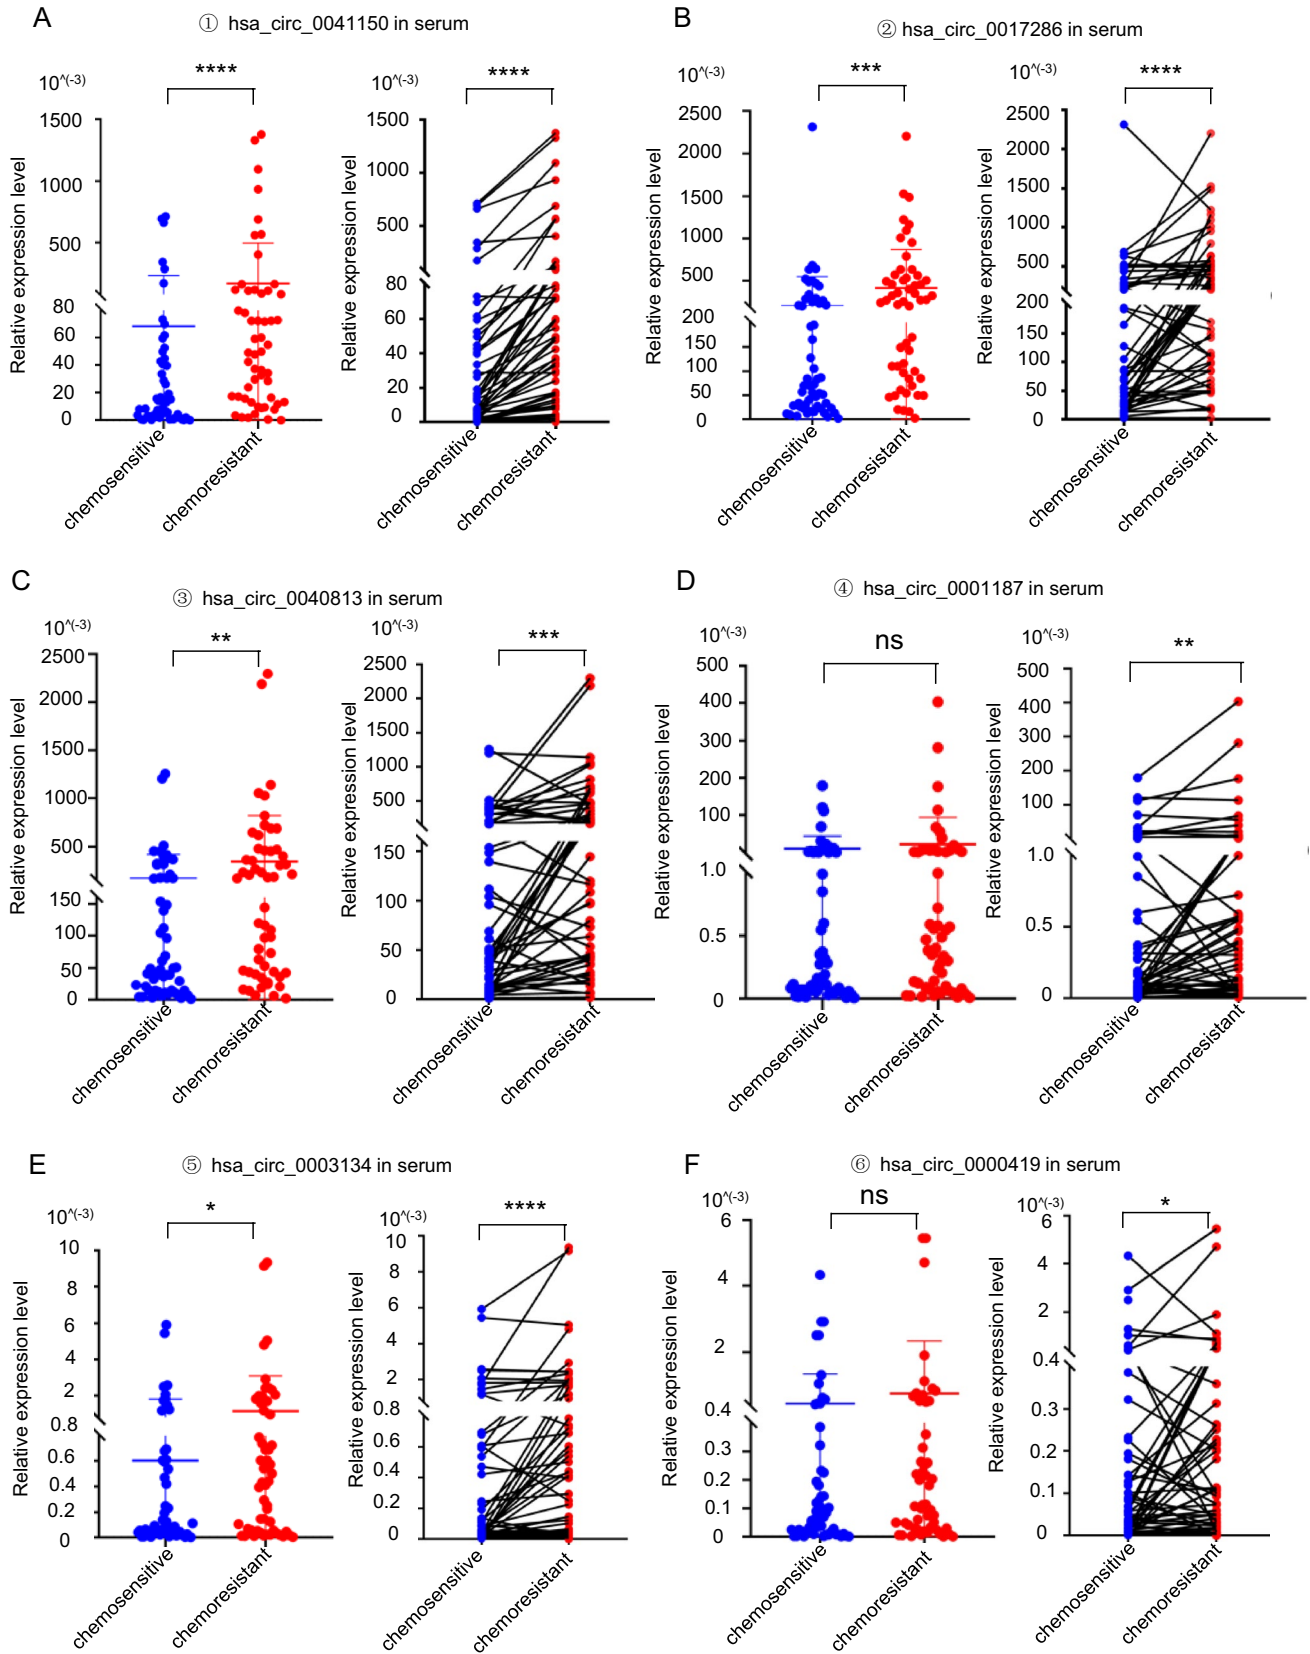 A
① hsa_circ_0041150 in serum
10^(-3)
****
Relative expression level
1500
1000
500
80
60
40
20
0
chemosensitive
chemoresistant
10^(-3)
****
Relative expression level
1500
1000
500
80
60
40
20
0
chemosensitive
chemoresistant
B
② hsa_circ_0017286 in serum
10^(-3)
***
Relative expression level
2500
2000
1500
1000
500
200
150
100
50
0
chemosensitive
chemoresistant
10^(-3)
****
Relative expression level
2500
2000
1500
1000
500
200
150
100
50
0
chemosensitive
chemoresistant
C
③ hsa_circ_0040813 in serum
10^(-3)
**
Relative expression level
2500
2000
1500
1000
500
150
100
50
0
chemosensitive
chemoresistant
10^(-3)
***
Relative expression level
2500
2000
1500
1000
500
150
100
50
0
chemosensitive
chemoresistant
D
④ hsa_circ_0001187 in serum
10^(-3)
ns
Relative expression level
500
400
300
200
100
1.0
0.5
0
chemosensitive
chemoresistant
10^(-3)
**
Relative expression level
500
400
300
200
100
1.0
0.5
0
chemosensitive
chemoresistant
E
⑤ hsa_circ_0003134 in serum
10^(-3)
*
Relative expression level
10
8
6
4
2
0.8
0.6
0.4
0.2
0
chemosensitive
chemoresistant
10^(-3)
****
Relative expression level
10
8
6
4
2
0.8
0.6
0.4
0.2
0
chemosensitive
chemoresistant
F
⑥ hsa_circ_0000419 in serum
10^(-3)
ns
Relative expression level
6
4
2
0.4
0.3
0.2
0.1
0
chemosensitive
chemoresistant
10^(-3)
*
Relative expression level
6
4
2
0.4
0.3
0.2
0.1
0
chemosensitive
chemoresistant